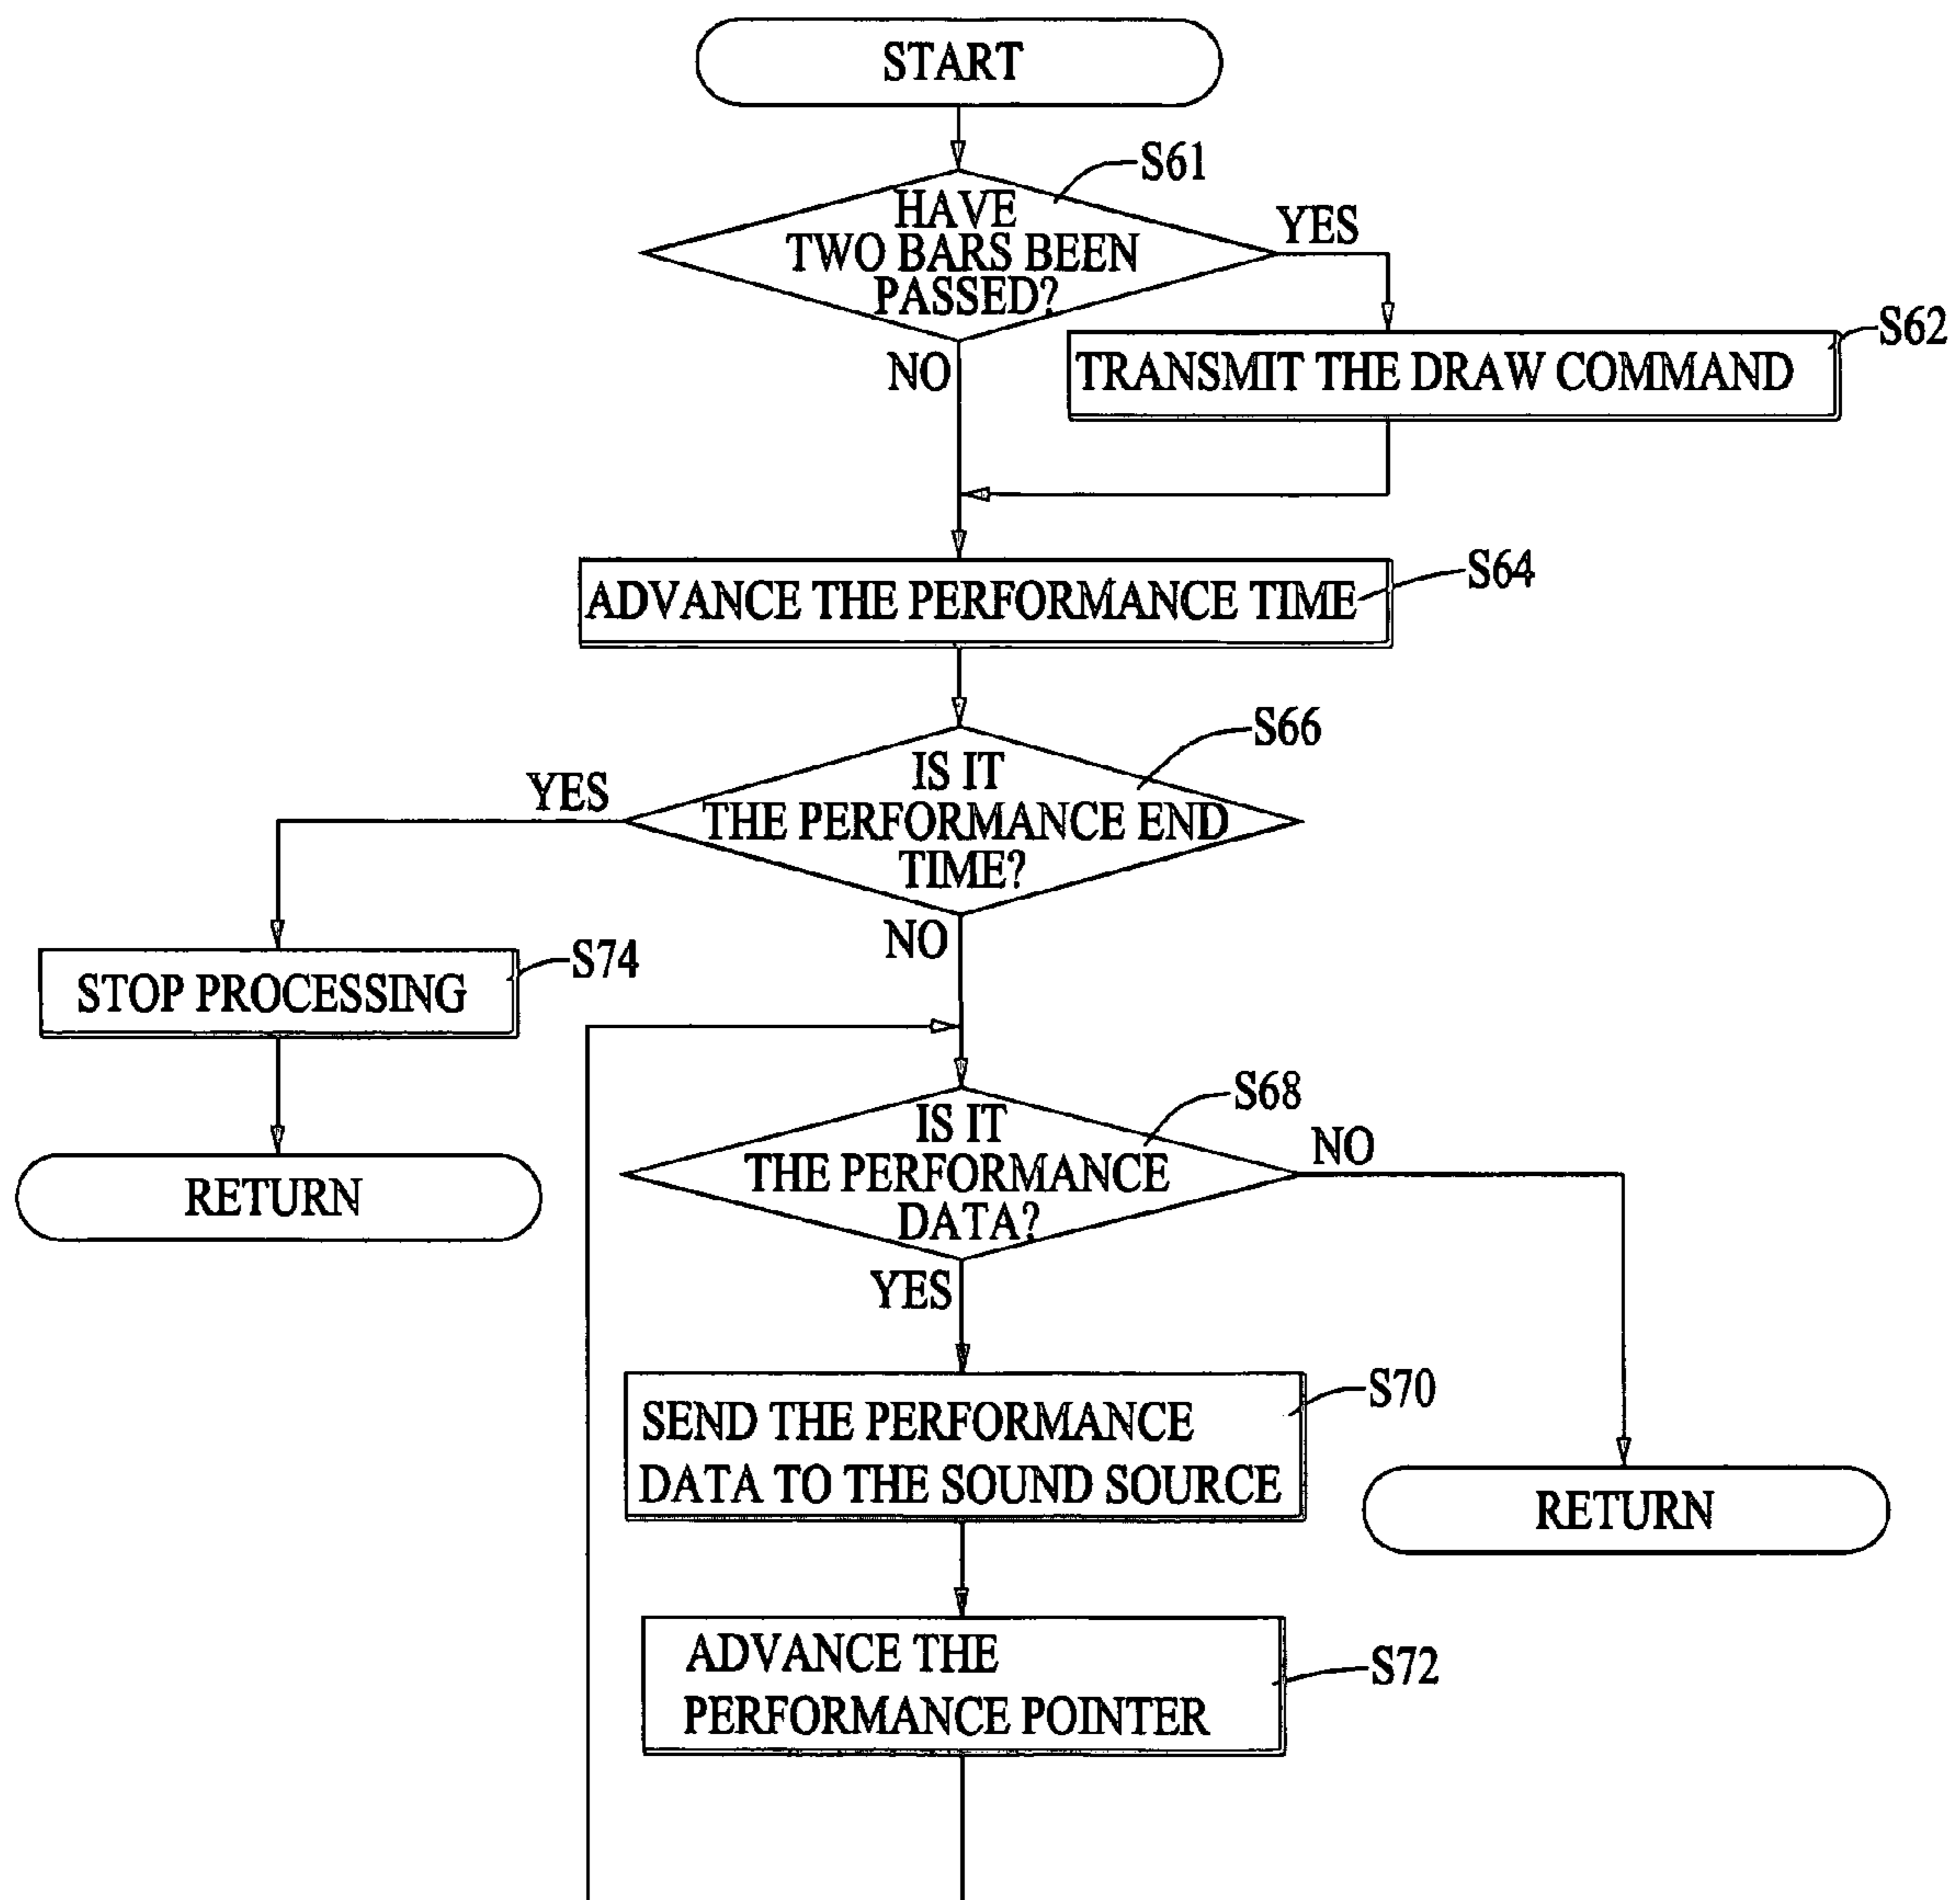 START
S61
HAVE
TWO BARS BEEN
PASSED?
YES
NO
S62
TRANSMIT THE DRAW COMMAND
S64
ADVANCE THE PERFORMANCE TIME
S66
IS IT
THE PERFORMANCE END
TIME?
YES
NO
S74
STOP PROCESSING
RETURN
S68
IS IT
THE PERFORMANCE
DATA?
NO
YES
S70
SEND THE PERFORMANCE
DATA TO THE SOUND SOURCE
RETURN
S72
ADVANCE THE
PERFORMANCE POINTER